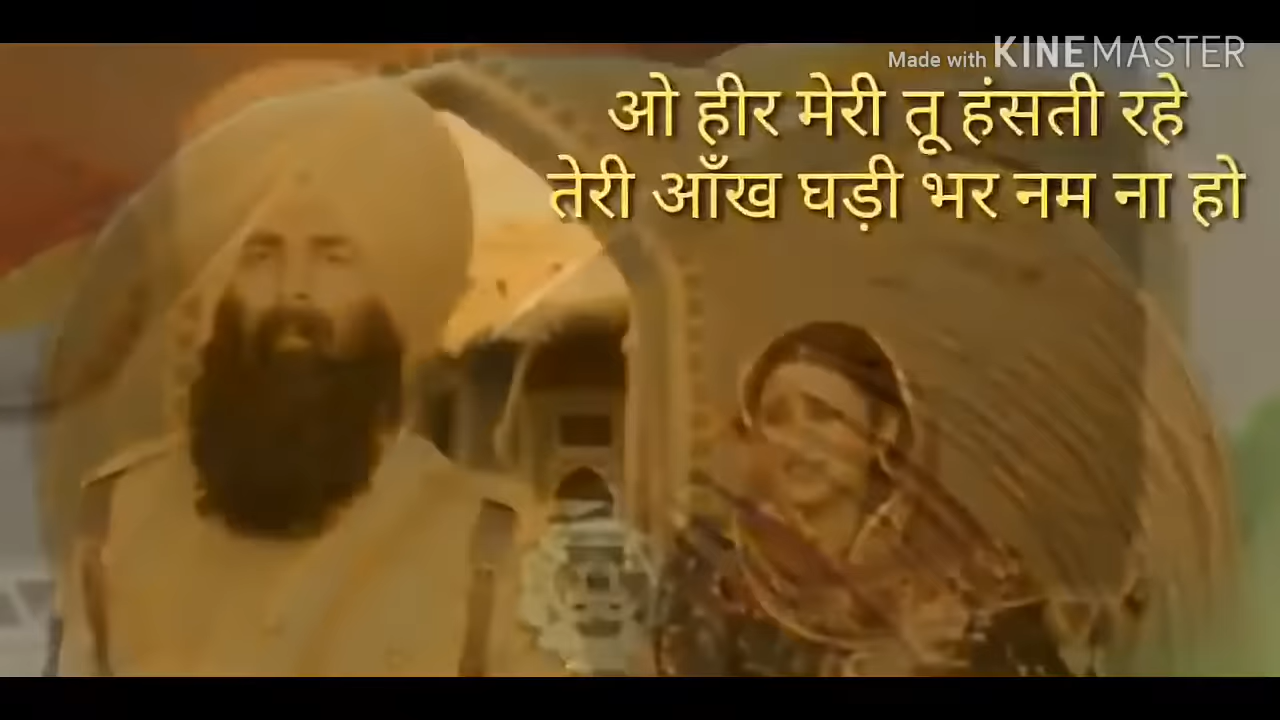 Made with KINEMASTER
ओ हीर मेरी तू हंसती रहे
तेरी आँख घड़ी भर नम ना हो